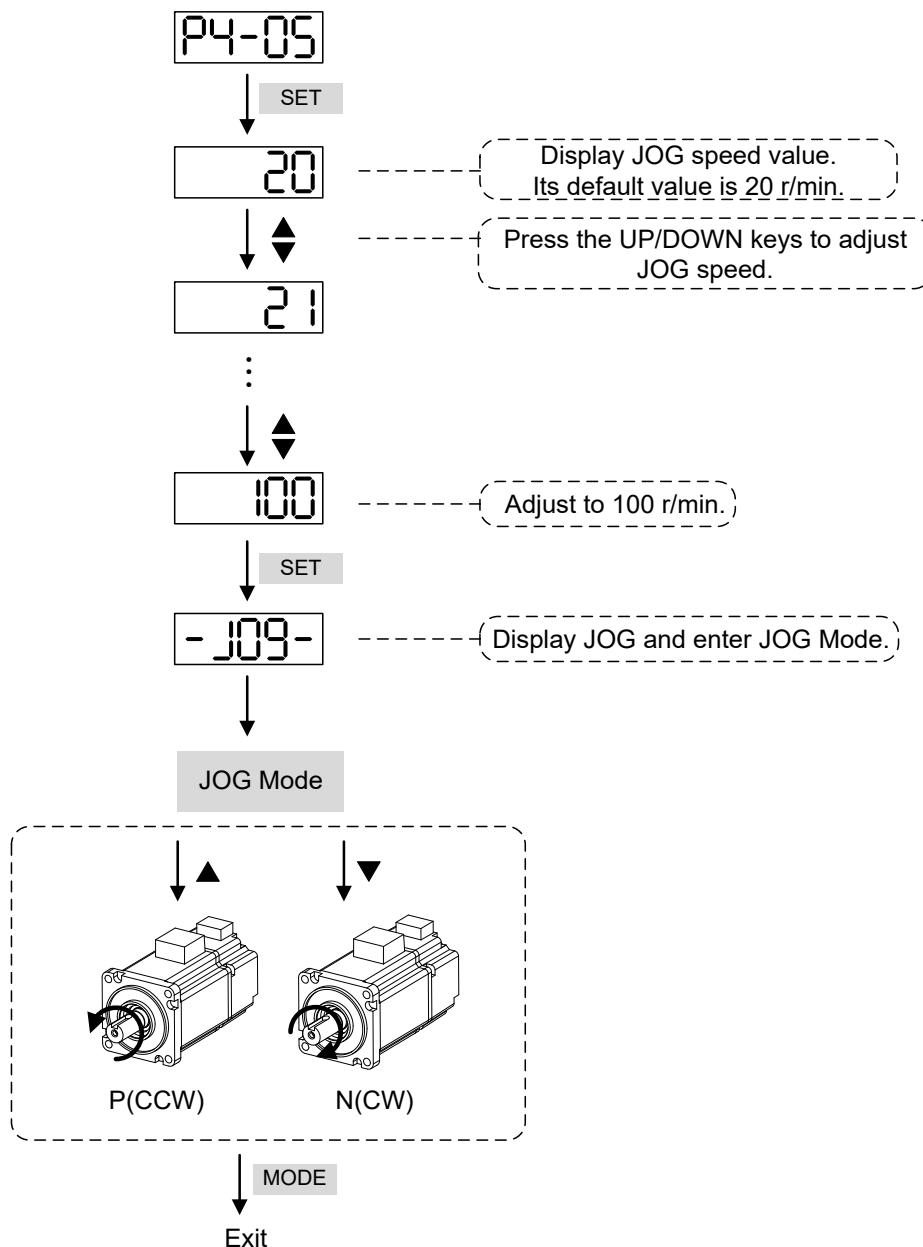 P4-05
SET
20
Display JOG speed value.
Its default value is 20 r/min.
▲
▼
Press the UP/DOWN keys to adjust
JOG speed.
21
⋮
▲
▼
100
Adjust to 100 r/min.
SET
-JOG-
Display JOG and enter JOG Mode.
JOG Mode
▲
▼
P(CCW)
N(CW)
MODE
Exit